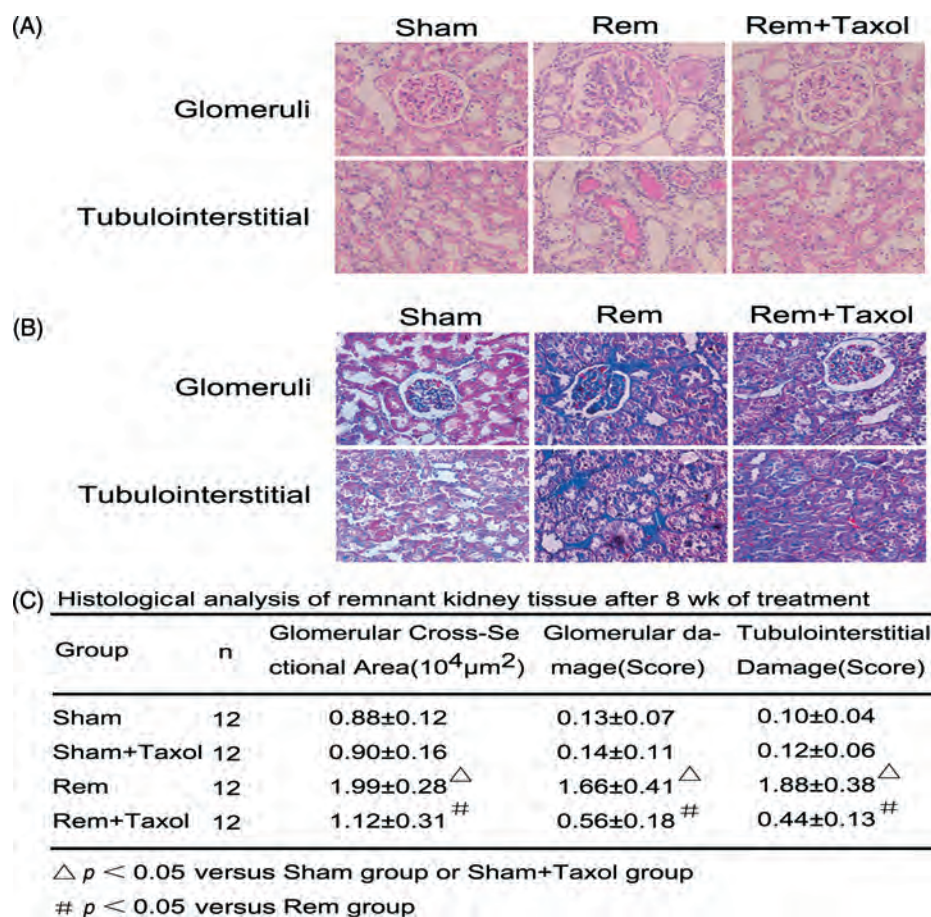 (A)
Sham Rem Rem+Taxol
Glomeruli
Tubulointerstitial
(B)
Sham Rem Rem+Taxol
Glomeruli
Tubulointerstitial
(C) Histological analysis of remnant kidney tissue after 8 wk of treatment
Group n Glomerular Cross-Se Glomerular da- Tubulointerstitial
ctional Area(10⁴µm²) mage(Score) Damage(Score)
Sham 12 0.88±0.12 0.13±0.07 0.10±0.04
Sham+Taxol 12 0.90±0.16 0.14±0.11 0.12±0.06
Rem 12 1.99±0.28△ 1.66±0.41△ 1.88±0.38△
Rem+Taxol 12 1.12±0.31# 0.56±0.18# 0.44±0.13#
△ p < 0.05 versus Sham group or Sham+Taxol group
# p < 0.05 versus Rem group